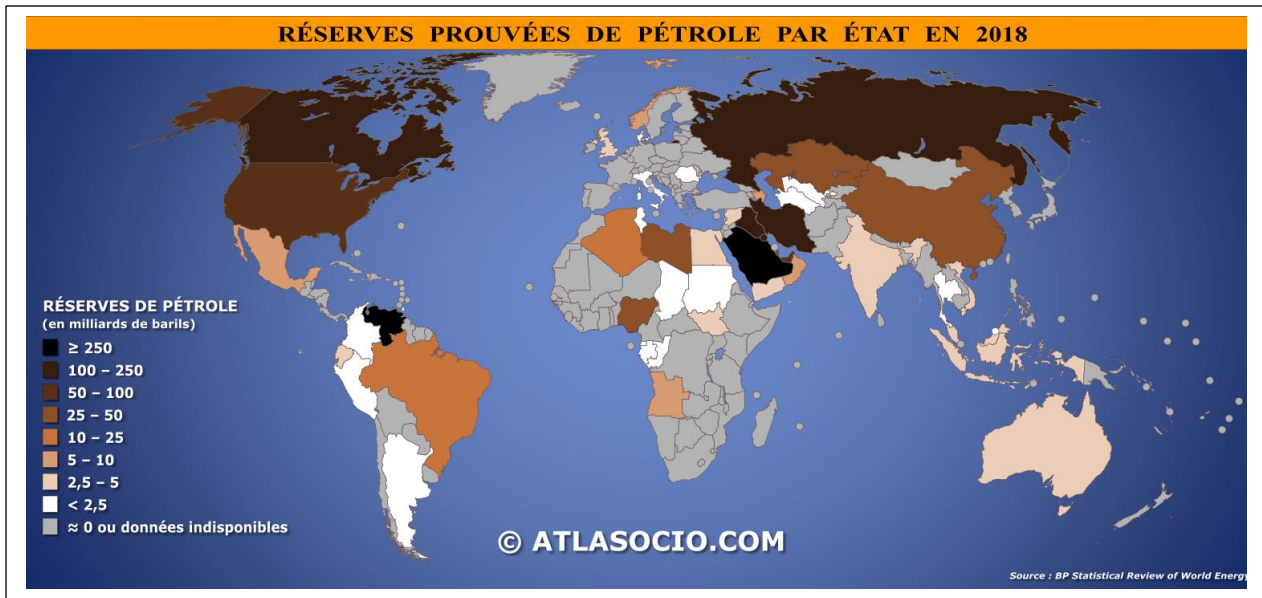 RÉSERVES PROUVÉES DE PÉTROLE PAR ÉTAT EN 2018
RÉSERVES DE PÉTROLE
(en milliards de barils)
≥ 250
100 – 250
50 – 100
25 – 50
10 – 25
5 – 10
2,5 – 5
< 2,5
≈ 0 ou données indisponibles
© ATLASOCIO.COM
Source : BP Statistical Review of World Energy